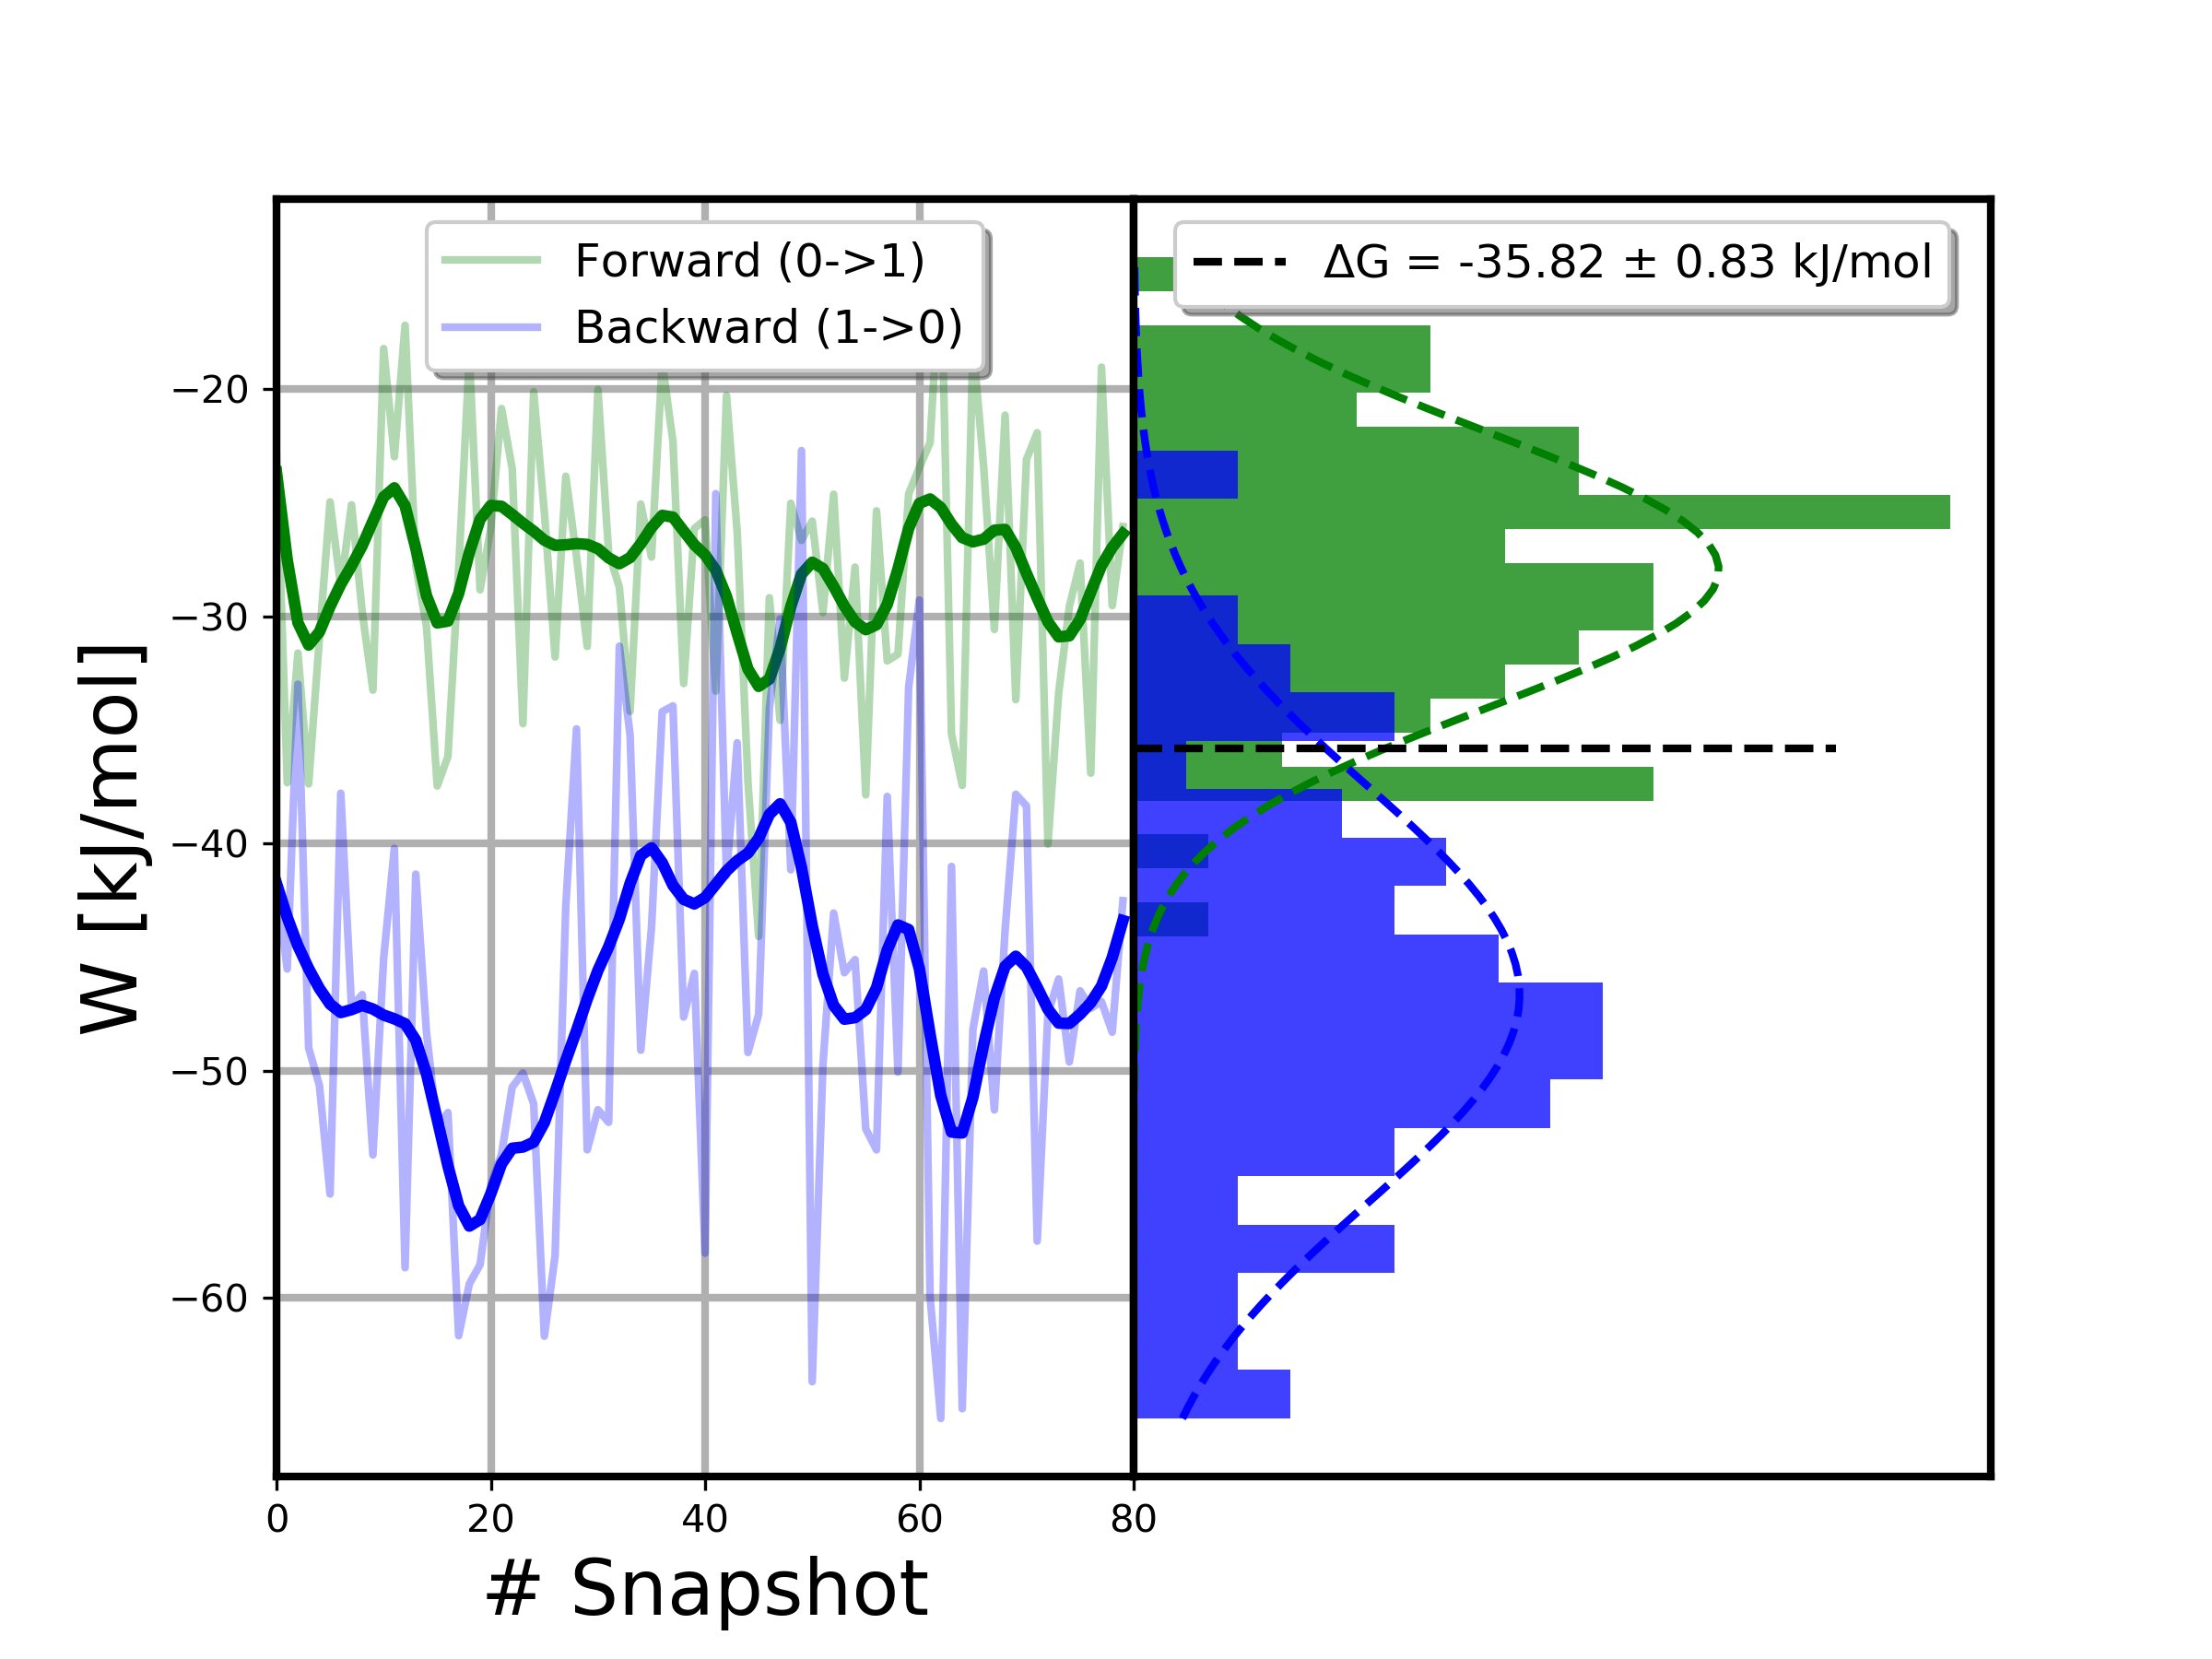 Forward (0->1)
Backward (1->0)
ΔG = -35.82 ± 0.83 kJ/mol
−20
−30
−40
−50
−60
W [kJ/mol]
0 20 40 60 80
# Snapshot